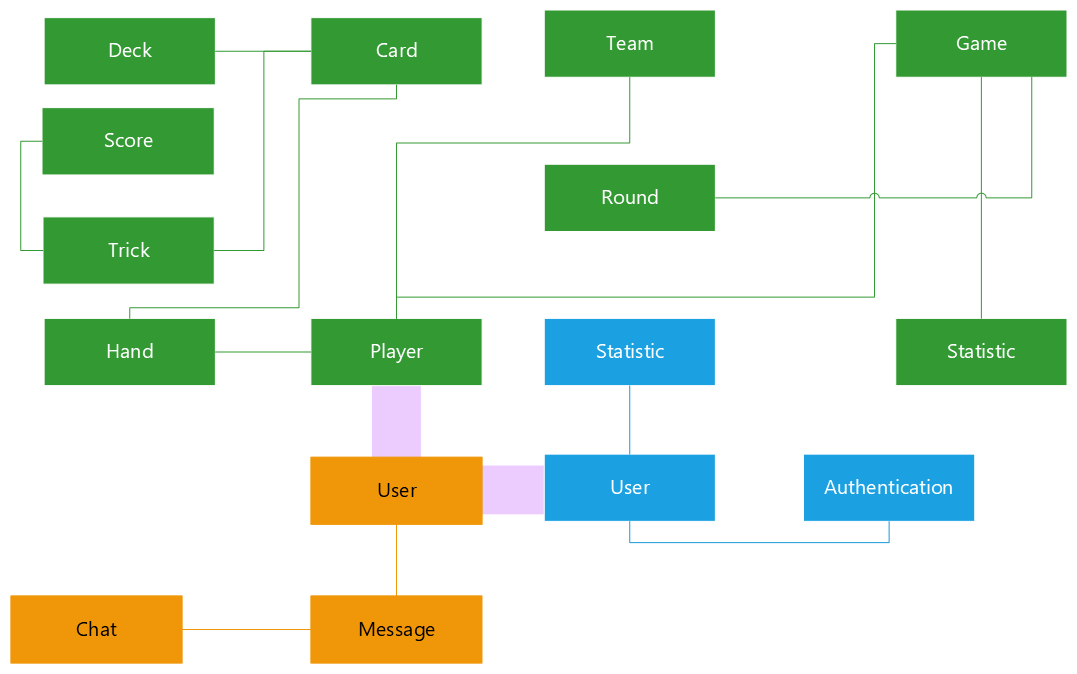 Deck
Card
Team
Game
Score
Round
Trick
Hand
Player
Statistic
Statistic
User
User
Authentication
Chat
Message